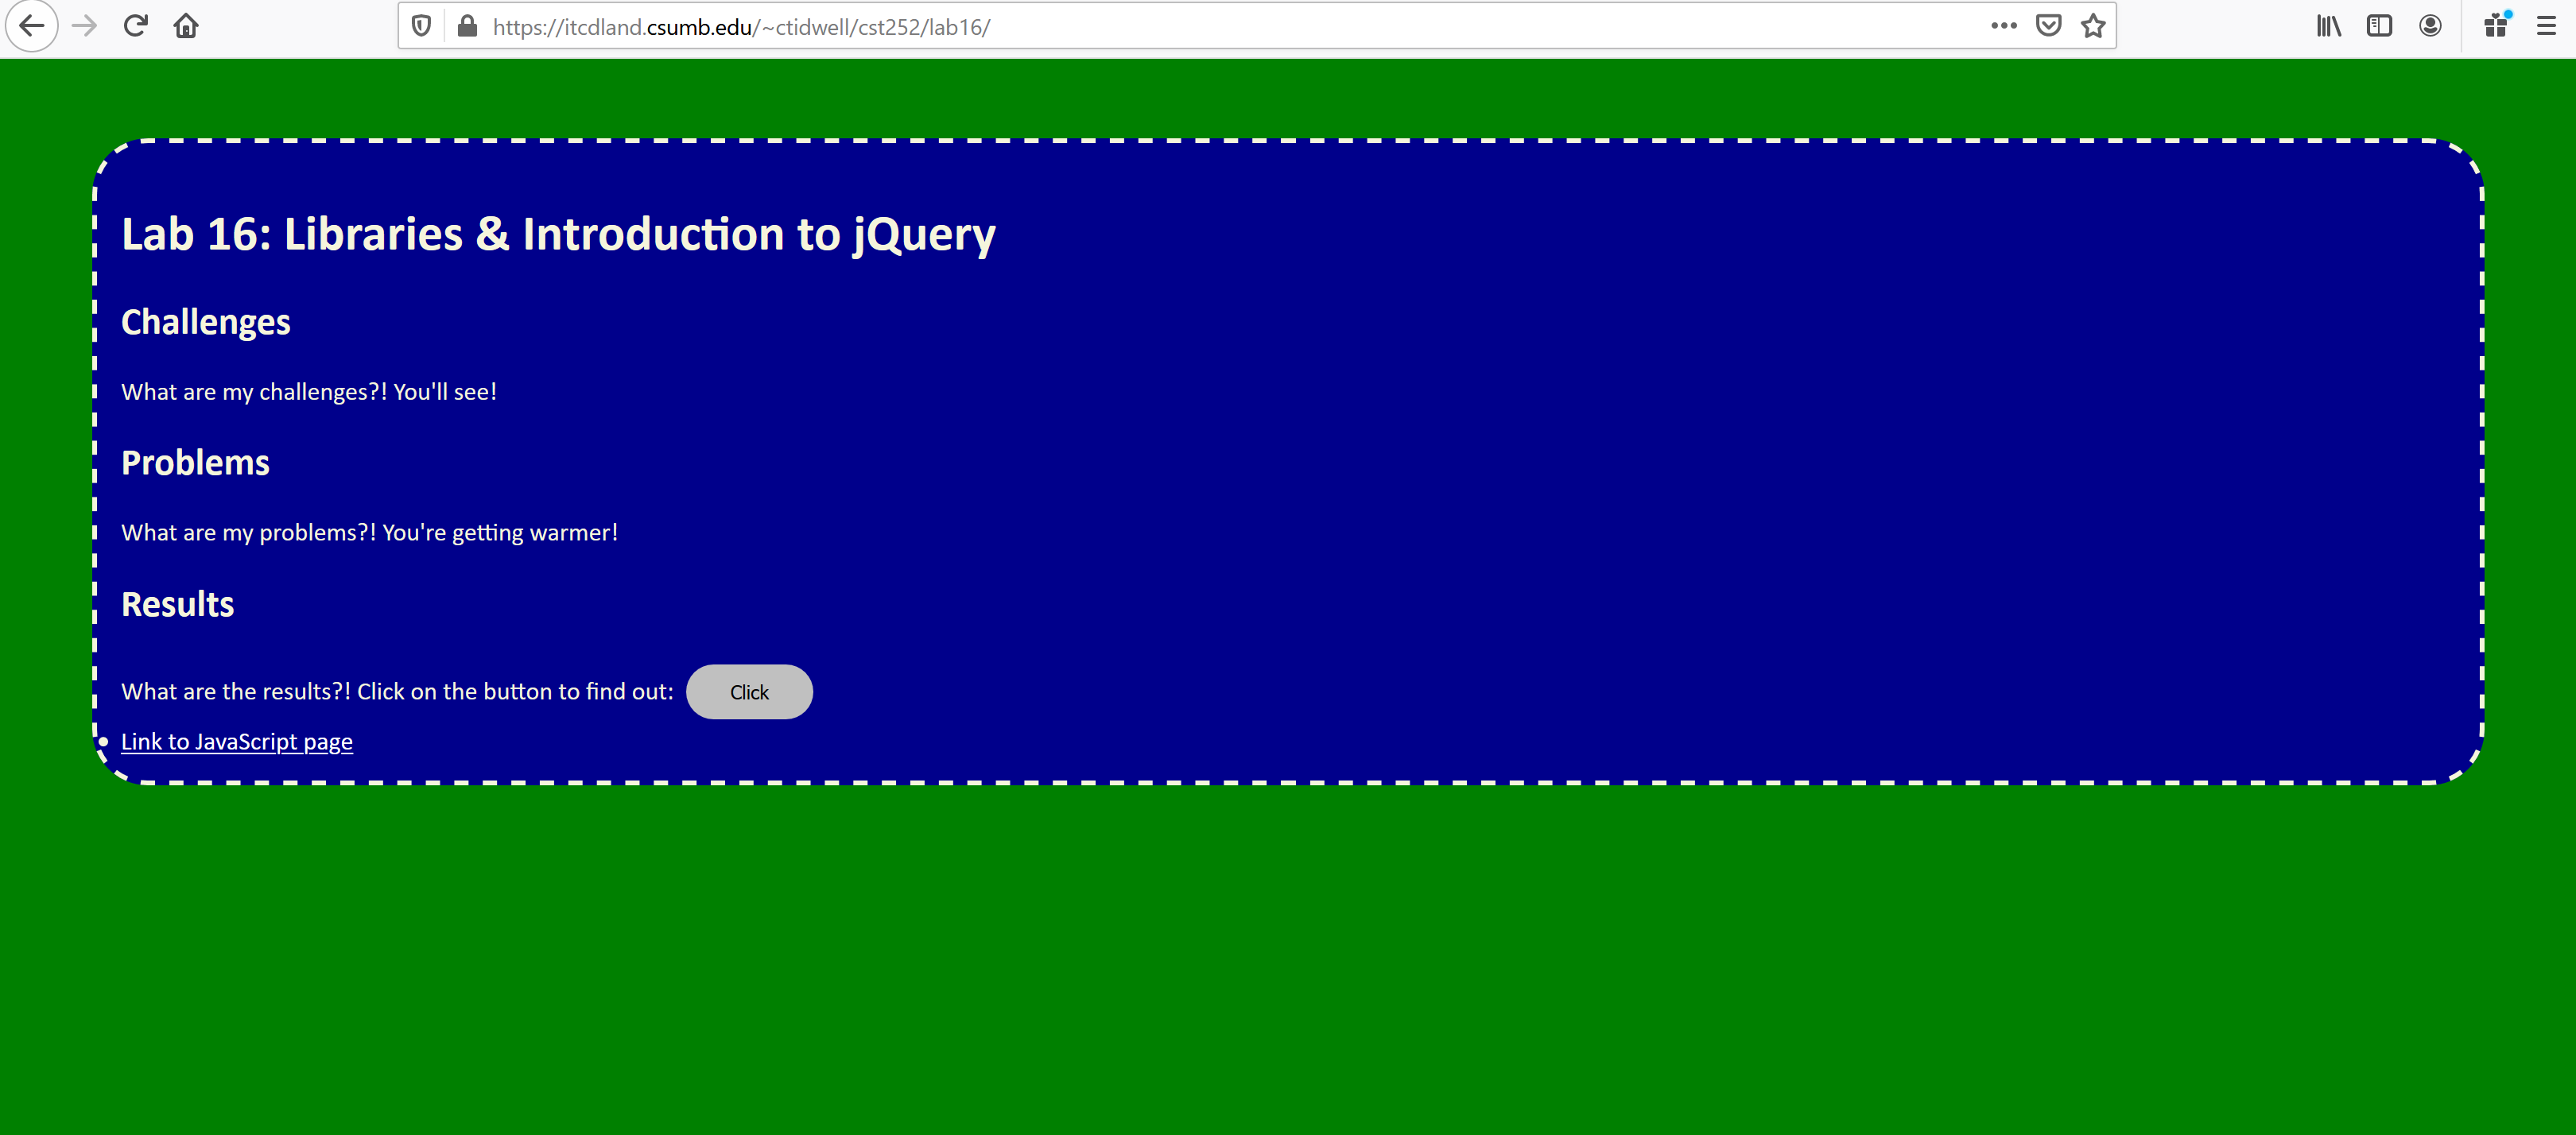 https://itcdland.csumb.edu/~ctidwell/cst252/lab16/
Lab 16: Libraries & Introduction to jQuery
Challenges
What are my challenges?! You'll see!
Problems
What are my problems?! You're getting warmer!
Results
What are the results?! Click on the button to find out: Click
Link to JavaScript page